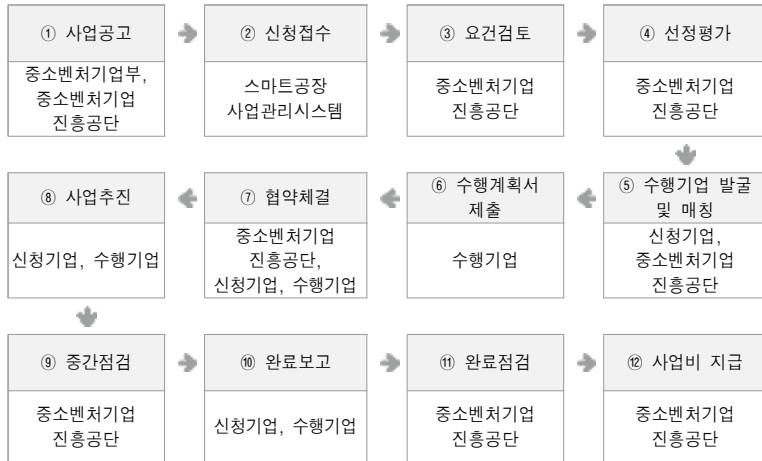 ① 사업공고
중소벤처기업부,
중소벤처기업
진흥공단
② 신청접수
스마트공장
사업관리시스템
③ 요건검토
중소벤처기업
진흥공단
④ 선정평가
중소벤처기업
진흥공단
⑤ 수행기업 발굴
및 매칭
신청기업,
중소벤처기업
진흥공단
⑥ 수행계획서
제출
수행기업
⑦ 협약체결
중소벤처기업
진흥공단,
신청기업, 수행기업
⑧ 사업추진
신청기업, 수행기업
⑨ 중간점검
중소벤처기업
진흥공단
⑩ 완료보고
신청기업, 수행기업
⑪ 완료점검
중소벤처기업
진흥공단
⑫ 사업비 지급
중소벤처기업
진흥공단